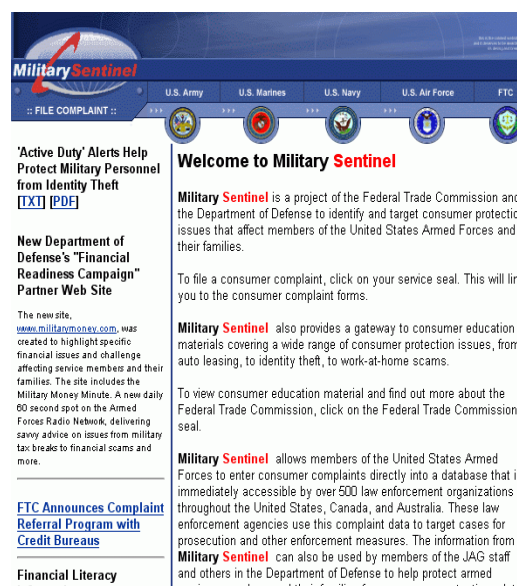 MilitarySentinel
U.S. Army
U.S. Marines
U.S. Navy
U.S. Air Force
FTC
:: FILE COMPLAINT ::
>>>
>>>
>>>
'Active Duty' Alerts Help
Protect Military Personnel
from Identity Theft
[TXT] [PDF]
New Department of
Defense's "Financial
Readiness Campaign"
Partner Web Site
The new site,
www.militarymoney.com, was
created to highlight specific
financial issues and challenge
affecting service members and their
families. The site includes the
Military Money Minute. A new daily
60 second spot on the Armed
Forces Radio Network, delivering
savvy advice on issues from military
tax breaks to financial scams and
more.
FTC Announces Complaint
Referral Program with
Credit Bureaus
Financial Literacy
Welcome to Military Sentinel
Military Sentinel is a project of the Federal Trade Commission and
the Department of Defense to identify and target consumer protectio
issues that affect members of the United States Armed Forces and
their families.
To file a consumer complaint, click on your service seal. This will lin
you to the consumer complaint forms.
Military Sentinel also provides a gateway to consumer education
materials covering a wide range of consumer protection issues, from
auto leasing, to identity theft, to work-at-home scams.
To view consumer education material and find out more about the
Federal Trade Commission, click on the Federal Trade Commission
seal.
Military Sentinel allows members of the United States Armed
Forces to enter consumer complaints directly into a database that i
immediately accessible by over 500 law enforcement organizations
throughout the United States, Canada, and Australia. These law
enforcement agencies use this complaint data to target cases for
prosecution and other enforcement measures. The information from
Military Sentinel can also be used by members of the JAG staff
and others in the Department of Defense to help protect armed